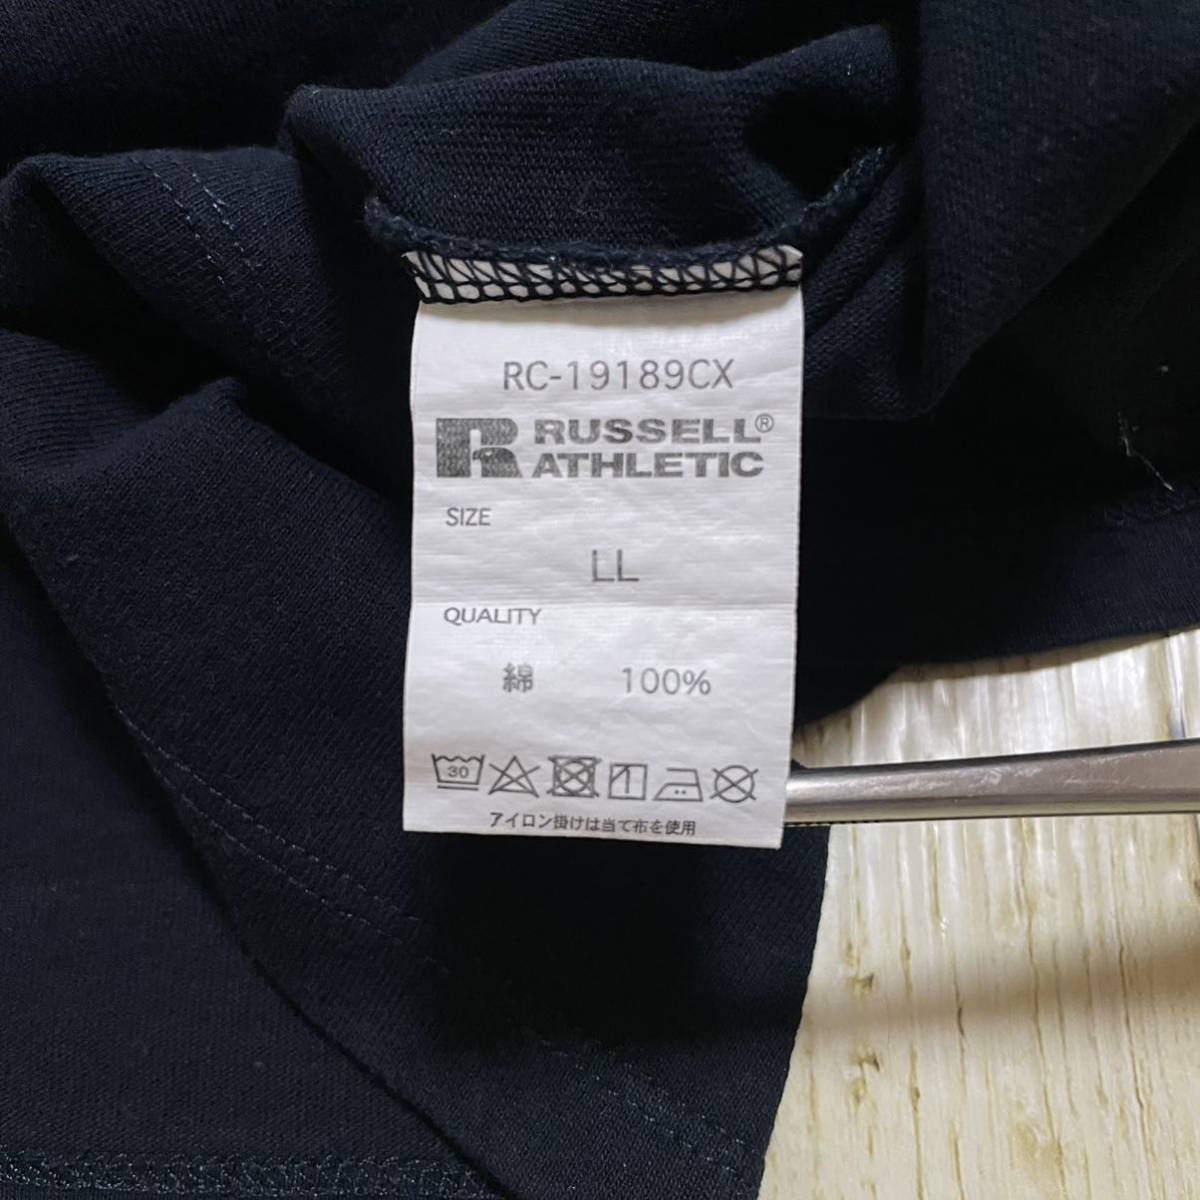 RC-19189CX
RUSSELL®
ATHLETIC
SIZE
LL
QUALITY
綿 100%
30
アイロン掛けは当て布を使用